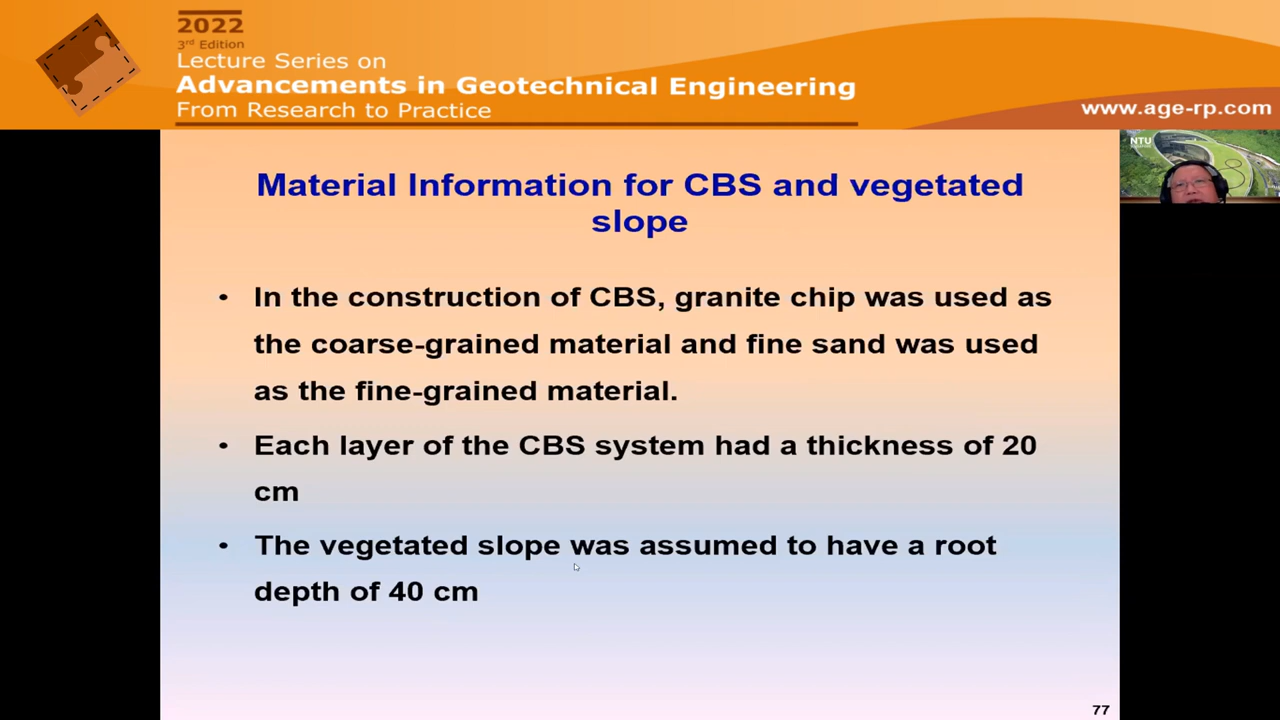 2022
3rd Edition
Lecture Series on
Advancements in Geotechnical Engineering
From Research to Practice
www.age-rp.com
NTU
Material Information for CBS and vegetated
slope
• In the construction of CBS, granite chip was used as
the coarse-grained material and fine sand was used
as the fine-grained material.
• Each layer of the CBS system had a thickness of 20
cm
• The vegetated slope was assumed to have a root
depth of 40 cm
77